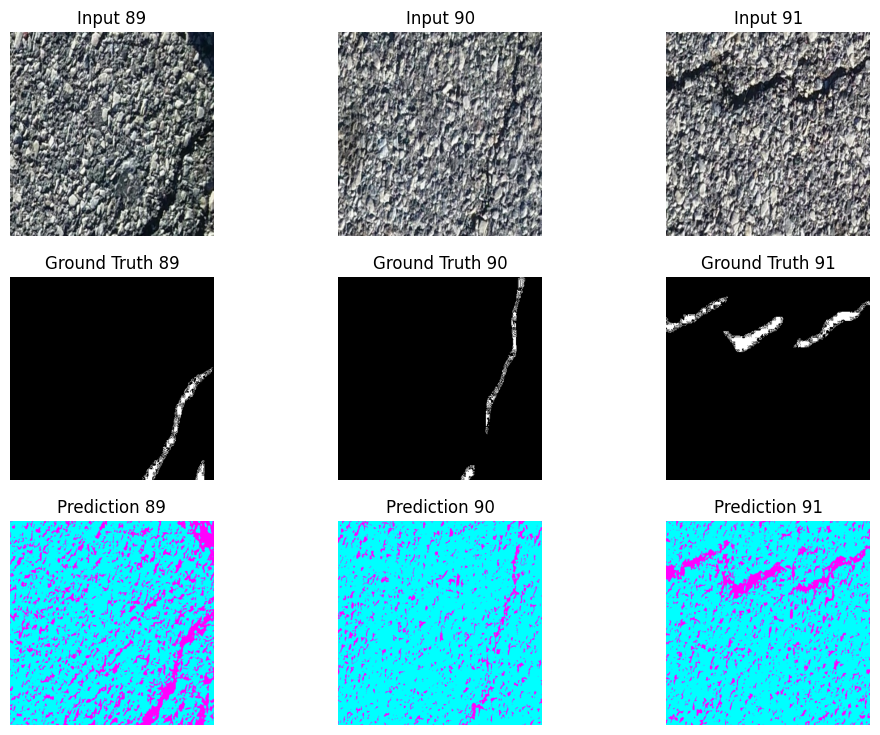 Input 89
Input 90
Input 91
Ground Truth 89
Ground Truth 90
Ground Truth 91
Prediction 89
Prediction 90
Prediction 91